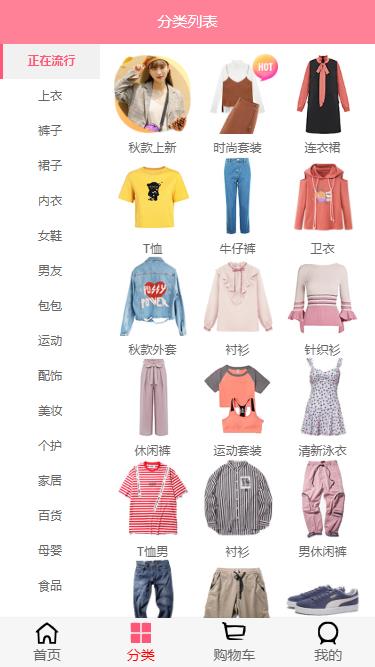 分类列表
正在流行
上衣
裤子
裙子
内衣
女鞋
男友
包包
运动
配饰
美妆
个护
家居
百货
母婴
食品
HOT
秋款上新
时尚套装
连衣裙
T恤
牛仔裤
卫衣
PUSSY
POWER
秋款外套
衬衫
针织衫
休闲裤
运动套装
清新泳衣
T恤男
衬衫
男休闲裤
首页
分类
购物车
我的